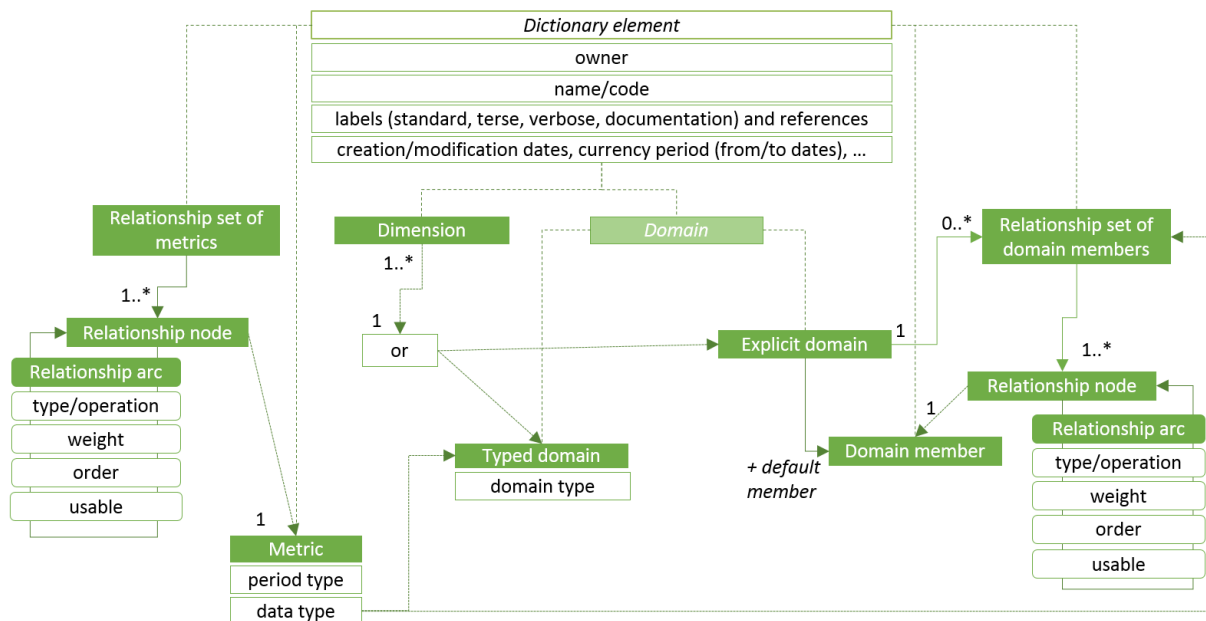 Dictionary element
owner
name/code
labels (standard, terse, verbose, documentation) and references
creation/modification dates, currency period (from/to dates), ...
Relationship set of
metrics
Dimension
Domain
Relationship set of
domain members
0..*
1..*
1..*
Relationship node
1
or
Explicit domain
1
1..*
Relationship arc
type/operation
weight
order
usable
Relationship node
1
Relationship arc
type/operation
weight
order
usable
Typed domain
domain type
Domain member
+ default
member
1
Metric
period type
data type